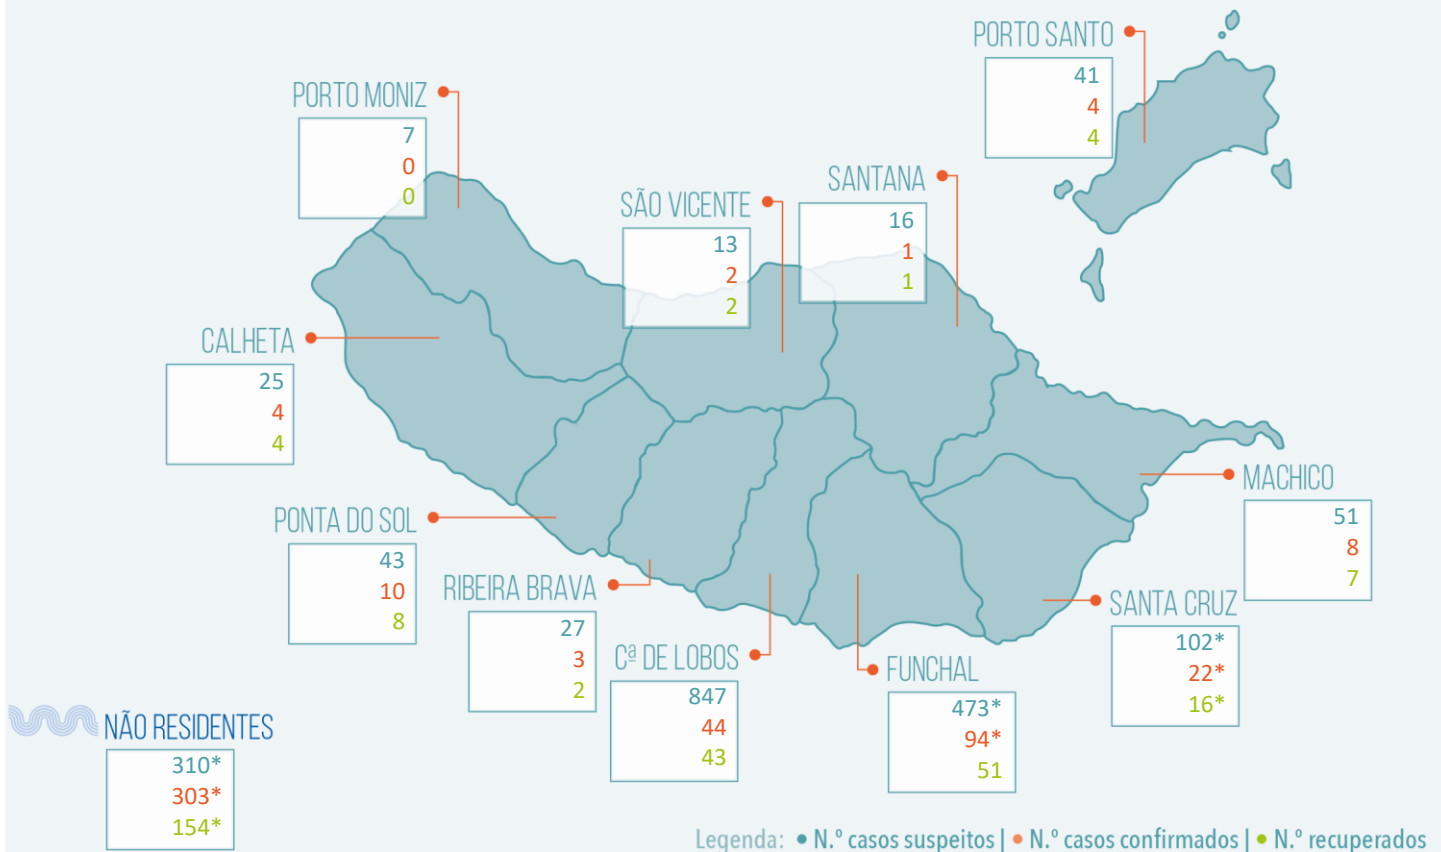 PORTO SANTO
41
4
4
PORTO MONIZ
7
0
0
SANTANA
16
1
1
SÃO VICENTE
13
2
2
CALHETA
25
4
4
MACHICO
51
8
7
PONTA DO SOL
43
10
8
RIBEIRA BRAVA
27
3
2
SANTA CRUZ
102*
22*
16*
Cª DE LOBOS
847
44
43
FUNCHAL
473*
94*
51
NÃO RESIDENTES
310*
303*
154*
Legenda: • N.º casos suspeitos | • N.º casos confirmados | • N.º recuperados